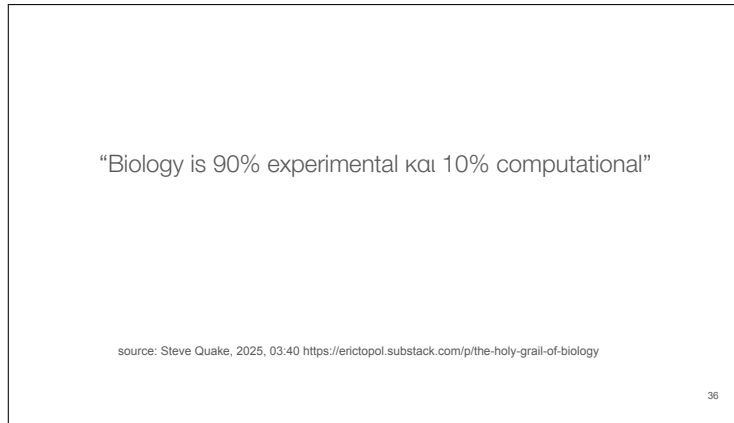 “Biology is 90% experimental και 10% computational”
source: Steve Quake, 2025, 03:40 https://erictopol.substack.com/p/the-holy-grail-of-biology
36